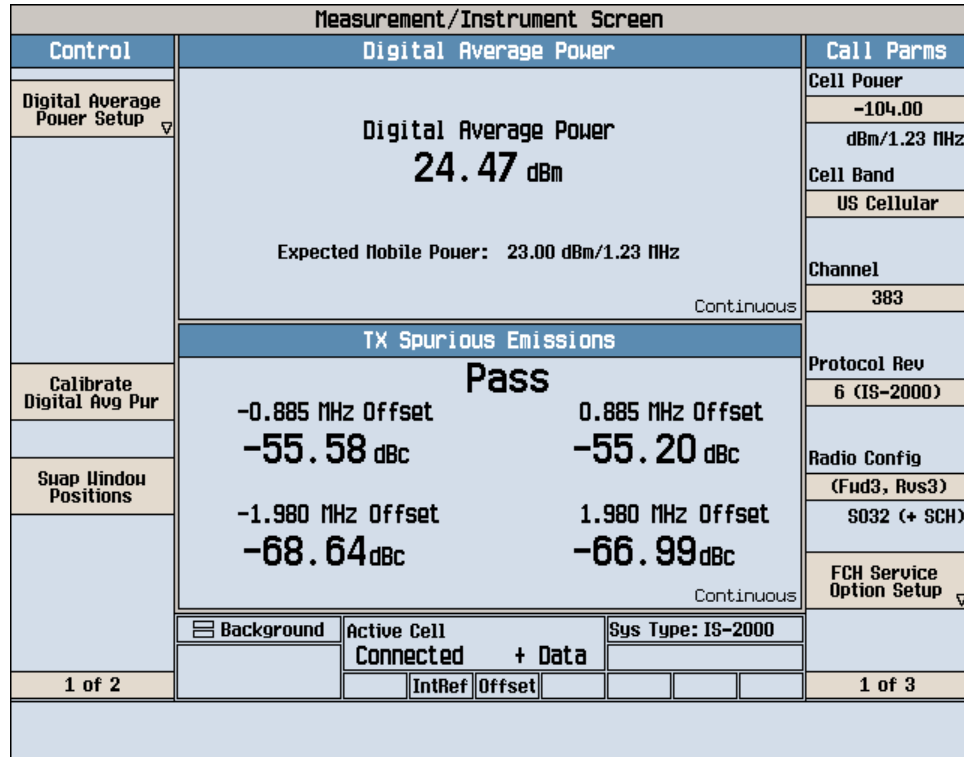 Measurement/Instrument Screen
Control
Digital Average
Power Setup
Calibrate
Digital Avg Pwr
Swap Window
Positions
1 of 2
Digital Average Power
Digital Average Power
24.47 dBm
Expected Mobile Power: 23.00 dBm/1.23 MHz
Continuous
TX Spurious Emissions
Pass
-0.885 MHz Offset 0.885 MHz Offset
-55.58 dBc -55.20 dBc
-1.980 MHz Offset 1.980 MHz Offset
-68.64 dBc -66.99 dBc
Continuous
Background
Active Cell
Connected + Data
Sys Type: IS-2000
IntRef Offset
Call Parms
Cell Power
-104.00
dBm/1.23 MHz
Cell Band
US Cellular
Channel
383
Protocol Rev
6 (IS-2000)
Radio Config
(Fwd3, Rvs3)
SO32 (+ SCH)
FCH Service
Option Setup
1 of 3